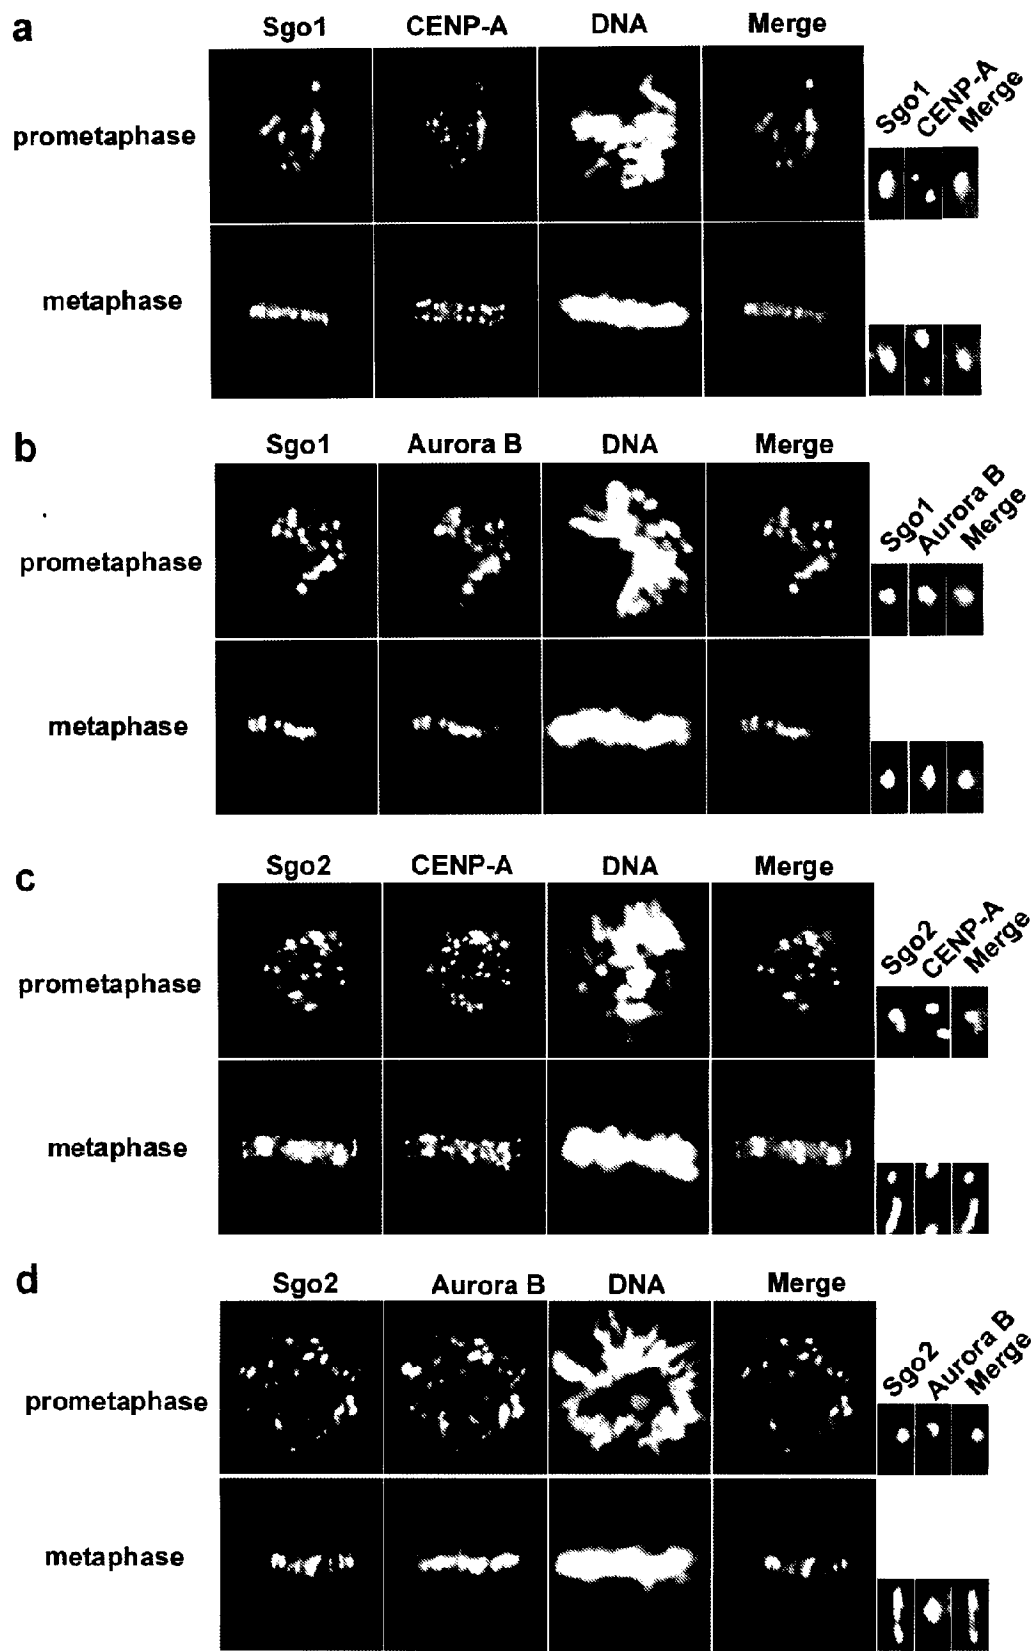 a
Sgo1 CENP-A DNA Merge
prometaphase
Sgo1 CENP-A Merge
metaphase
b
Sgo1 Aurora B DNA Merge
prometaphase
Sgo1 Aurora B Merge
metaphase
c
Sgo2 CENP-A DNA Merge
prometaphase
Sgo2 CENP-A Merge
metaphase
d
Sgo2 Aurora B DNA Merge
prometaphase
Sgo2 Aurora B Merge
metaphase